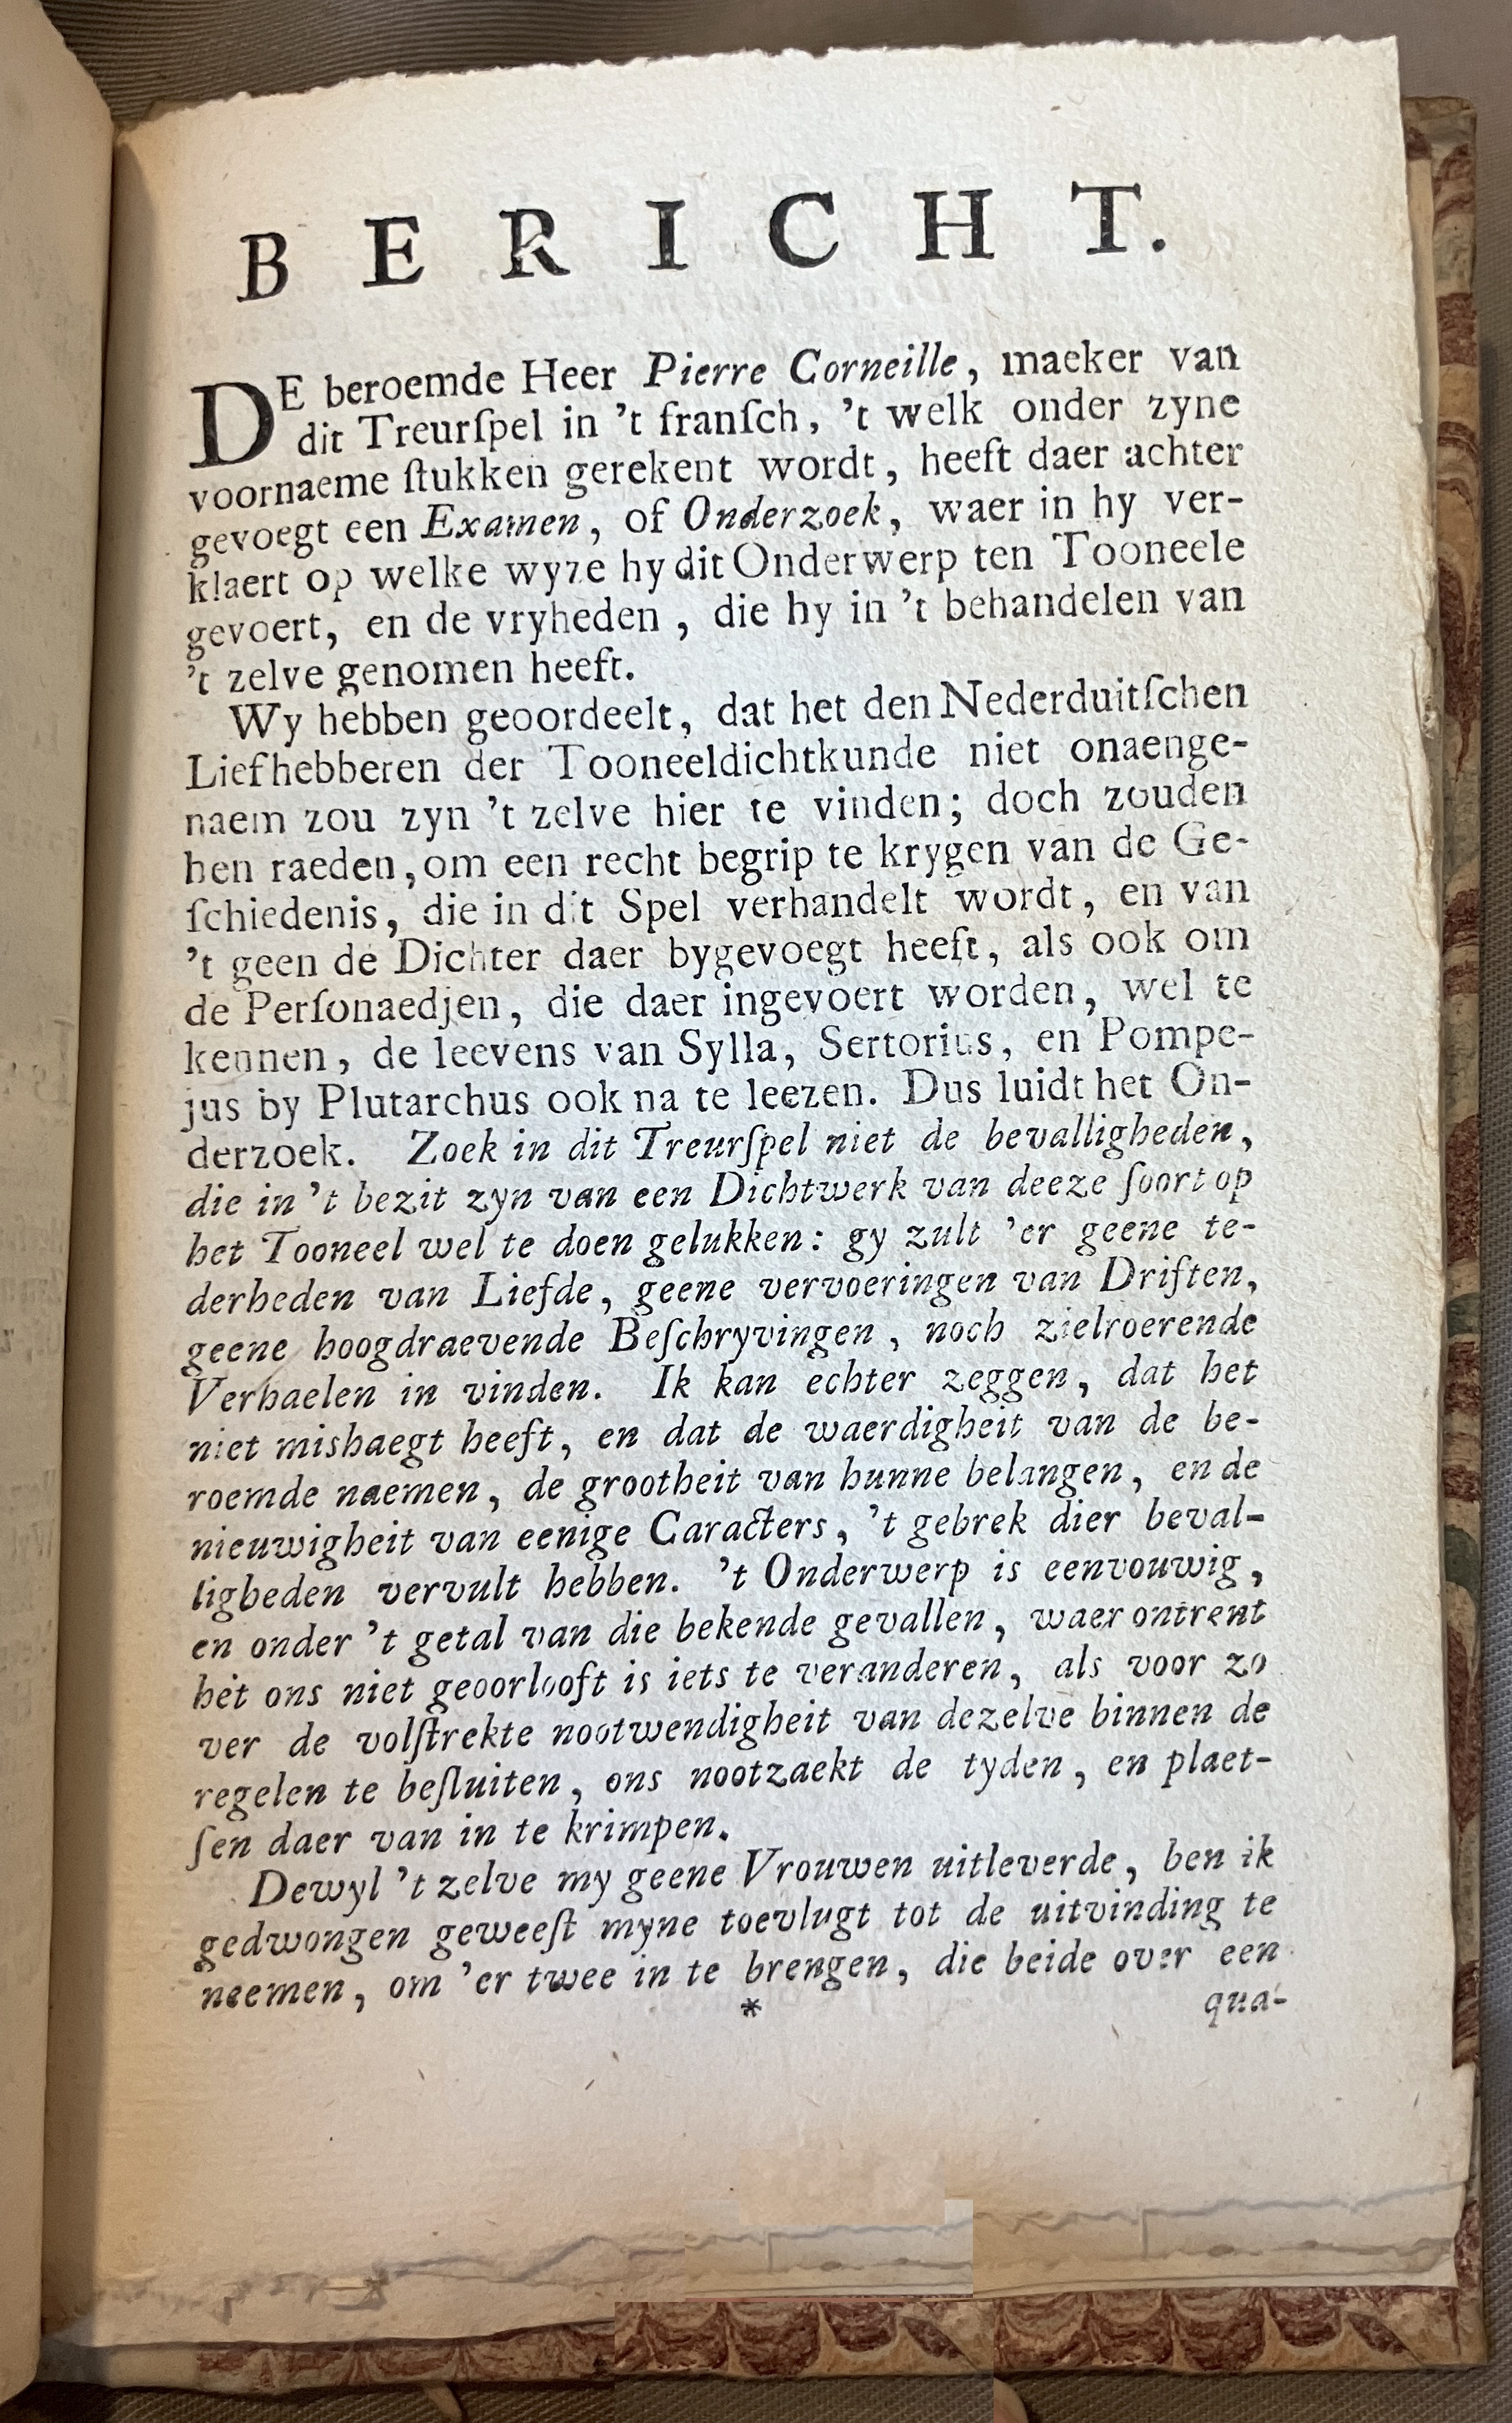 BERICHT.
DE beroemde Heer Pierre Corneille, maeker van
dit Treurſpel in 't franſch, 't welk onder zyne
voornaeme ſtukken gerekent wordt, heeft daer achter
gevoegt een Examen, of Onderzoek, waer in hy ver-
klaert op welke wyze hy dit Onderwerp ten Tooneele
gevoert, en de vryheden, die hy in 't behandelen van
't zelve genomen heeft.
Wy hebben geoordeelt, dat het den Nederduitſchen
Liefhebberen der Tooneeldichtkunde niet onaenge-
naem zou zyn 't zelve hier te vinden; doch zouden
hen raeden, om een recht begrip te krygen van de Ge-
ſchiedenis, die in dit Spel verhandelt wordt, en van
't geen de Dichter daer bygevoegt heeft, als ook om
de Perſonaedjen, die daer ingevoert worden, wel te
kennen, de leevens van Sylla, Sertorius, en Pompe-
jus by Plutarchus ook na te leezen. Dus luidt het On-
derzoek. Zoek in dit Treurſpel niet de bevalligheden,
die in 't bezit zyn van een Dichtwerk van deeze ſoort op
het Tooneel wel te doen gelukken: gy zult 'er geene te-
derheden van Liefde, geene vervoeringen van Driften,
geene hoogdraevende Beſchryvingen, noch zielroerende
Verhaelen in vinden. Ik kan echter zeggen, dat het
niet mishaegt heeft, en dat de waerdigheit van de be-
roemde naemen, de grootheit van hunne belangen, en de
nieuwigheit van eenige Caracters, 't gebrek dier beval-
ligheden vervult hebben. 't Onderwerp is eenvouwig,
en onder 't getal van die bekende gevallen, waer ontrent
het ons niet geoorlooft is iets te veranderen, als voor zo
ver de volſtrekte nootwendigheit van dezelve binnen de
regelen te beſluiten, ons nootzaekt de tyden, en plaet-
ſen daer van in te krimpen.
Dewyl 't zelve my geene Vrouwen uitleverde, ben ik
gedwongen geweeſt myne toevlugt tot de uitvinding te
neemen, om 'er twee in te brengen, die beide over een
* qua-